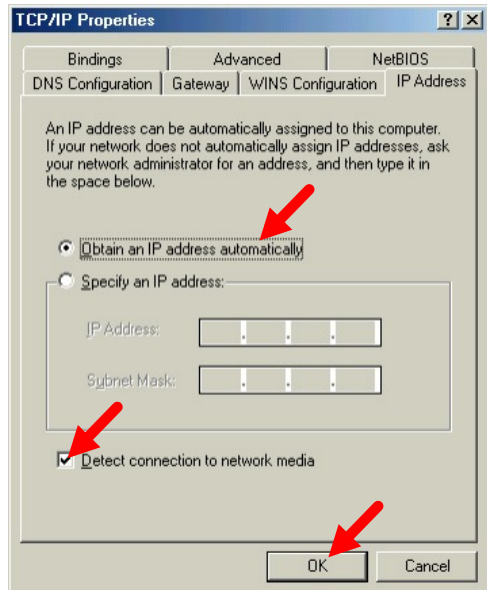 TCP/IP Properties
? ×
Bindings Advanced NetBIOS
DNS Configuration Gateway WINS Configuration IP Address
An IP address can be automatically assigned to this computer.
If your network does not automatically assign IP addresses, ask
your network administrator for an address, and then type it in
the space below.
Obtain an IP address automatically
Specify an IP address:
IP Address:
Subnet Mask:
Detect connection to network media
OK Cancel